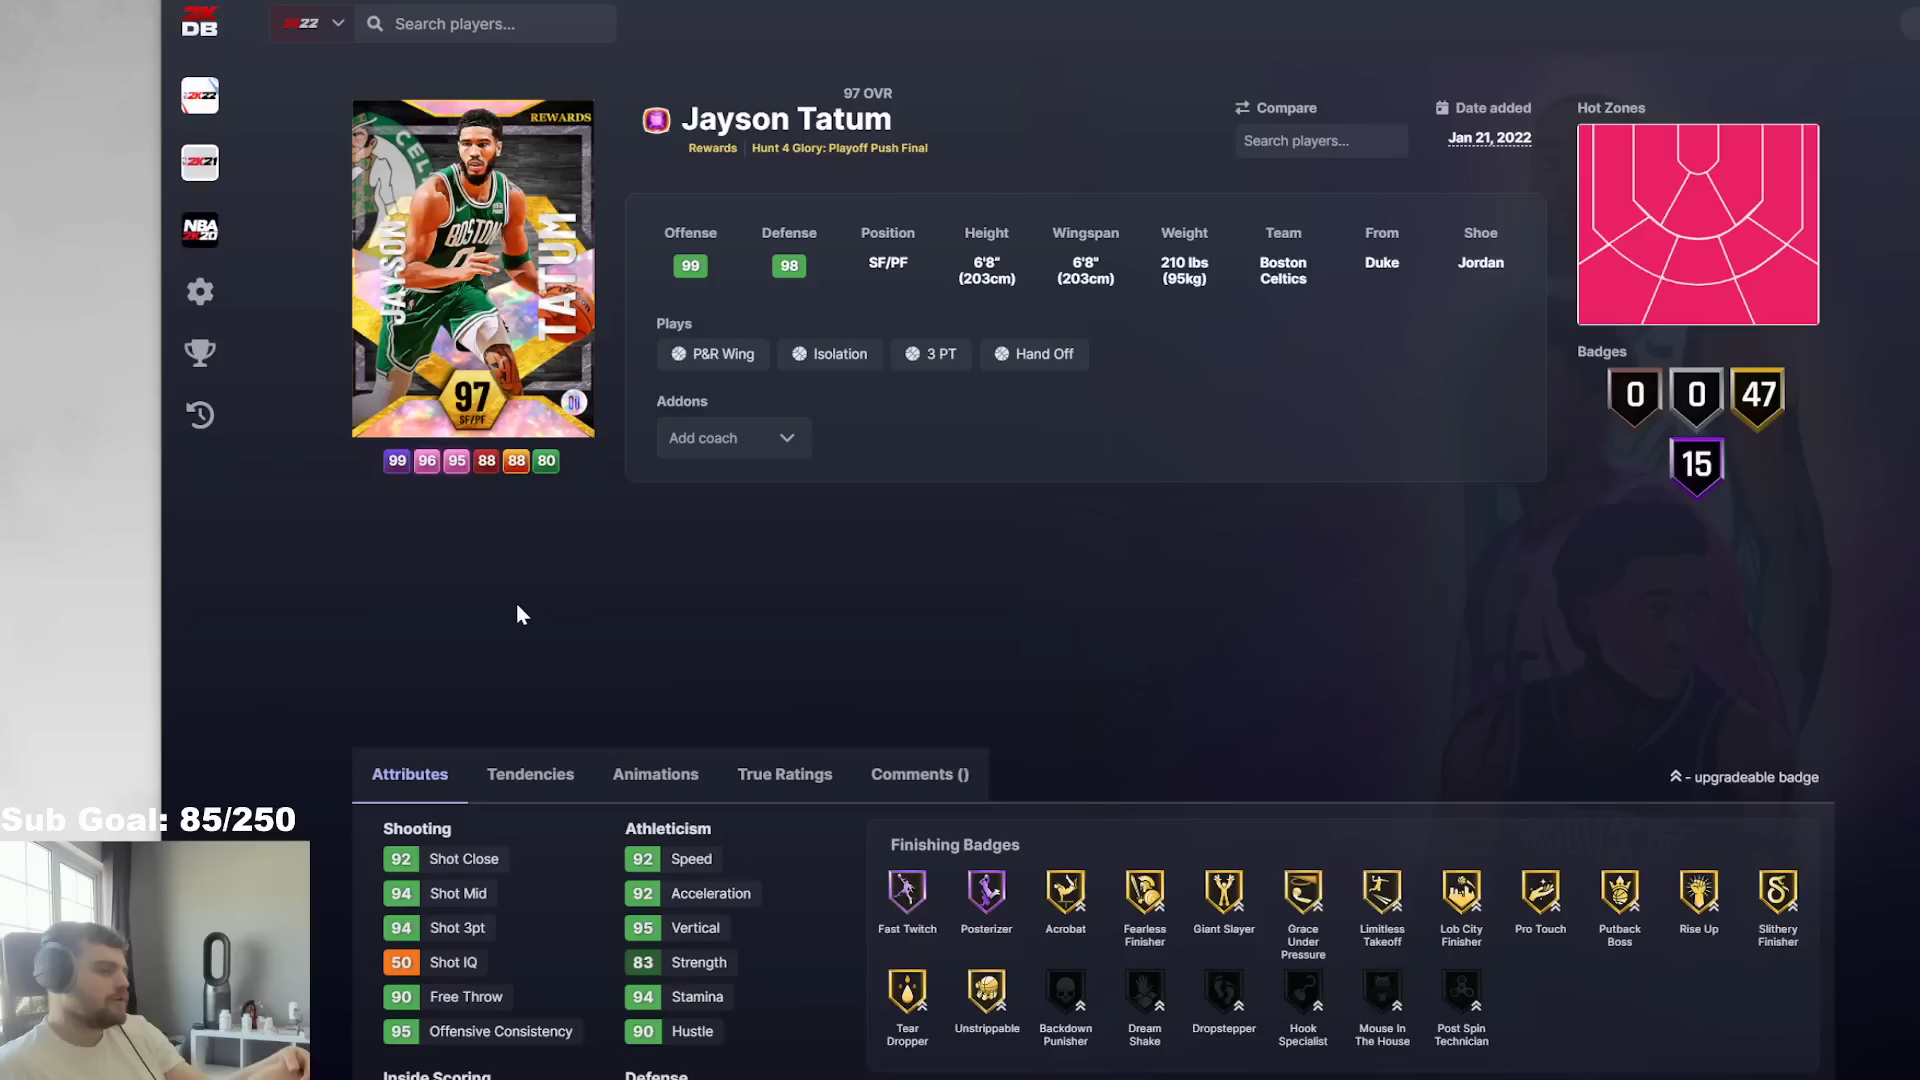 2K
DB
2K22
Search players...
2K22
2K21
NBA
2K20
CEL
REWARDS
BOSTON
JAYSON
TATUM
97
SF/PF
99 96 95 88 88 80
97 OVR
Jayson Tatum
Rewards Hunt 4 Glory: Playoff Push Final
Compare
Search players...
Date added
Jan 21, 2022
Offense Defense Position Height Wingspan Weight Team From Shoe
99 98 SF/PF 6'8" 6'8" 210 lbs Boston Duke Jordan
(203cm) (203cm) (95kg) Celtics
Plays
P&R Wing Isolation 3 PT Hand Off
Addons
Add coach
Hot Zones
Badges
0 0 47
15
Attributes Tendencies Animations True Ratings Comments ()
- upgradeable badge
Shooting
92 Shot Close
94 Shot Mid
94 Shot 3pt
50 Shot IQ
90 Free Throw
95 Offensive Consistency
Inside Scoring
Athleticism
92 Speed
92 Acceleration
95 Vertical
83 Strength
94 Stamina
90 Hustle
Defense
Finishing Badges
Fast Twitch
Posterizer
Acrobat
Fearless
Finisher
Giant Slayer
Grace
Under
Pressure
Limitless
Takeoff
Lob City
Finisher
Pro Touch
Putback
Boss
Rise Up
Slithery
Finisher
Tear
Dropper
Unstrippable
Backdown
Punisher
Dream
Shake
Dropstepper
Hook
Specialist
Mouse In
The House
Post Spin
Technician
Sub Goal: 85/250